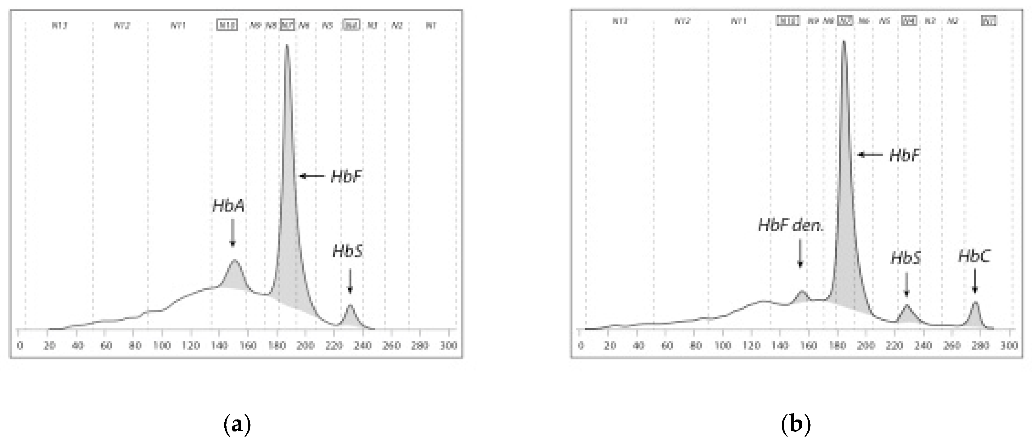 N13 N12 N11 N10 N9 N8 N7 N6 N5 N4 N3 N2 N1
HbF
HbA
HbS
0 20 40 60 80 100 120 140 160 180 200 220 240 260 280 300
(a)
N13 N12 N11 N10 N9 N8 N7 N6 N5 N4 N3 N2 N1
HbF
HbF den.
HbS
HbC
0 20 40 60 80 100 120 140 160 180 200 220 240 260 280 300
(b)